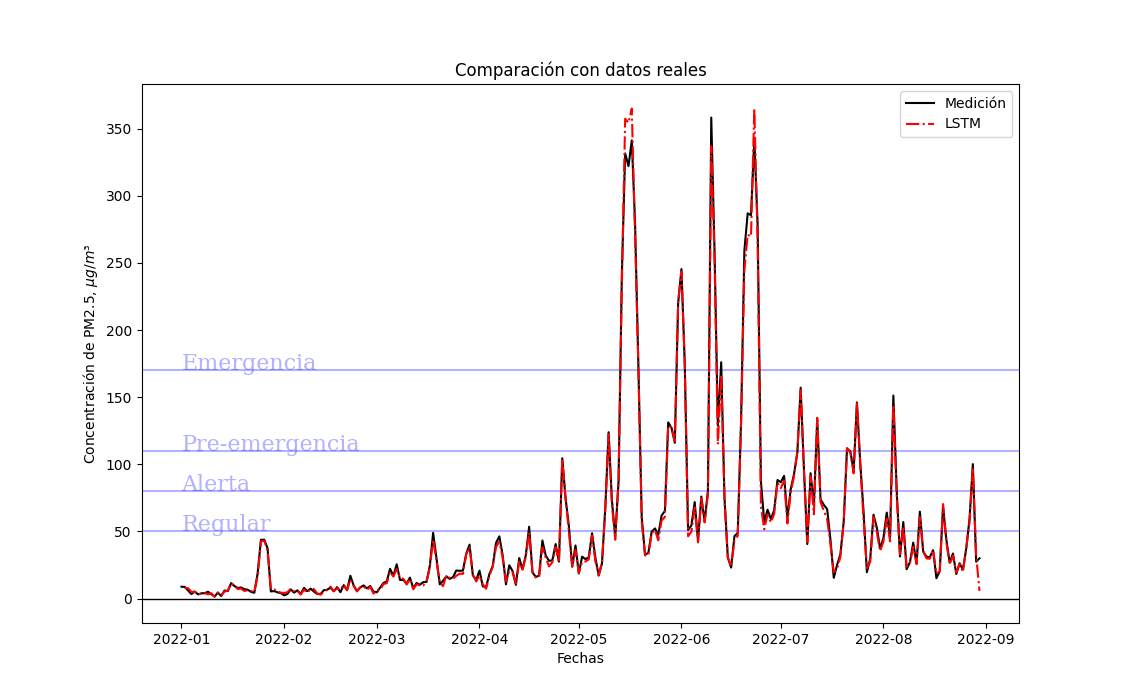 Comparación con datos reales
Medición
LSTM
Concentración de PM2.5, μg/m³
350
300
250
200
150
100
50
0
Emergencia
Pre-emergencia
Alerta
Regular
2022-01 2022-02 2022-03 2022-04 2022-05 2022-06 2022-07 2022-08 2022-09
Fechas